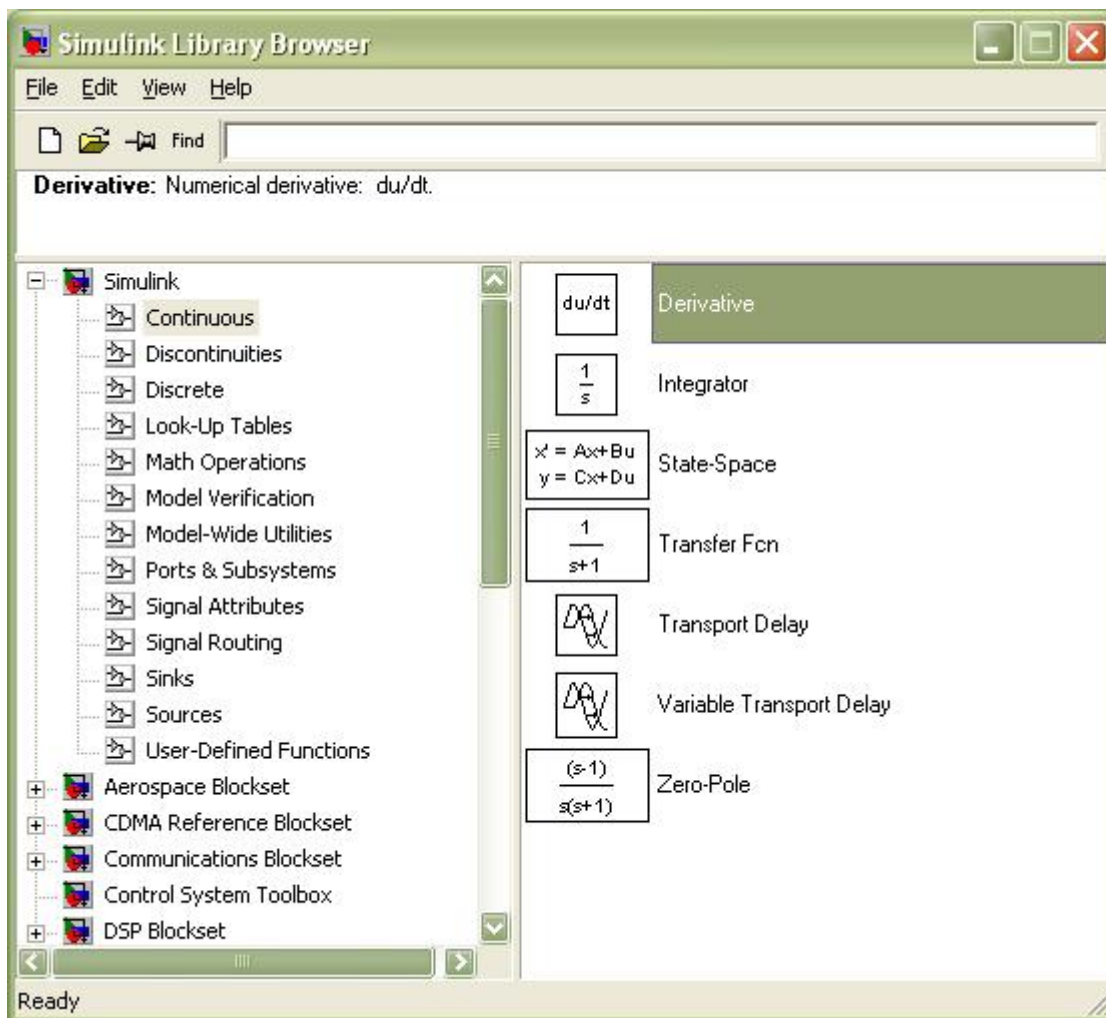 Simulink Library Browser
File Edit View Help
Find
Derivative: Numerical derivative: du/dt.
Simulink
Continuous
Discontinuities
Discrete
Look-Up Tables
Math Operations
Model Verification
Model-Wide Utilities
Ports & Subsystems
Signal Attributes
Signal Routing
Sinks
Sources
User-Defined Functions
Aerospace Blockset
CDMA Reference Blockset
Communications Blockset
Control System Toolbox
DSP Blockset
du/dt Derivative
1
s
Integrator
x' = Ax+Bu
y = Cx+Du
State-Space
1
s+1
Transfer Fcn
Transport Delay
Variable Transport Delay
(s-1)
s(s+1)
Zero-Pole
Ready